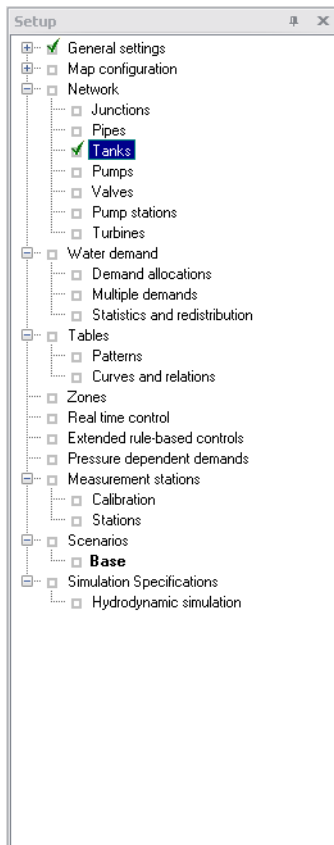 Setup
General settings
Map configuration
Network
Junctions
Pipes
Tanks
Pumps
Valves
Pump stations
Turbines
Water demand
Demand allocations
Multiple demands
Statistics and redistribution
Tables
Patterns
Curves and relations
Zones
Real time control
Extended rule-based controls
Pressure dependent demands
Measurement stations
Calibration
Stations
Scenarios
Base
Simulation Specifications
Hydrodynamic simulation